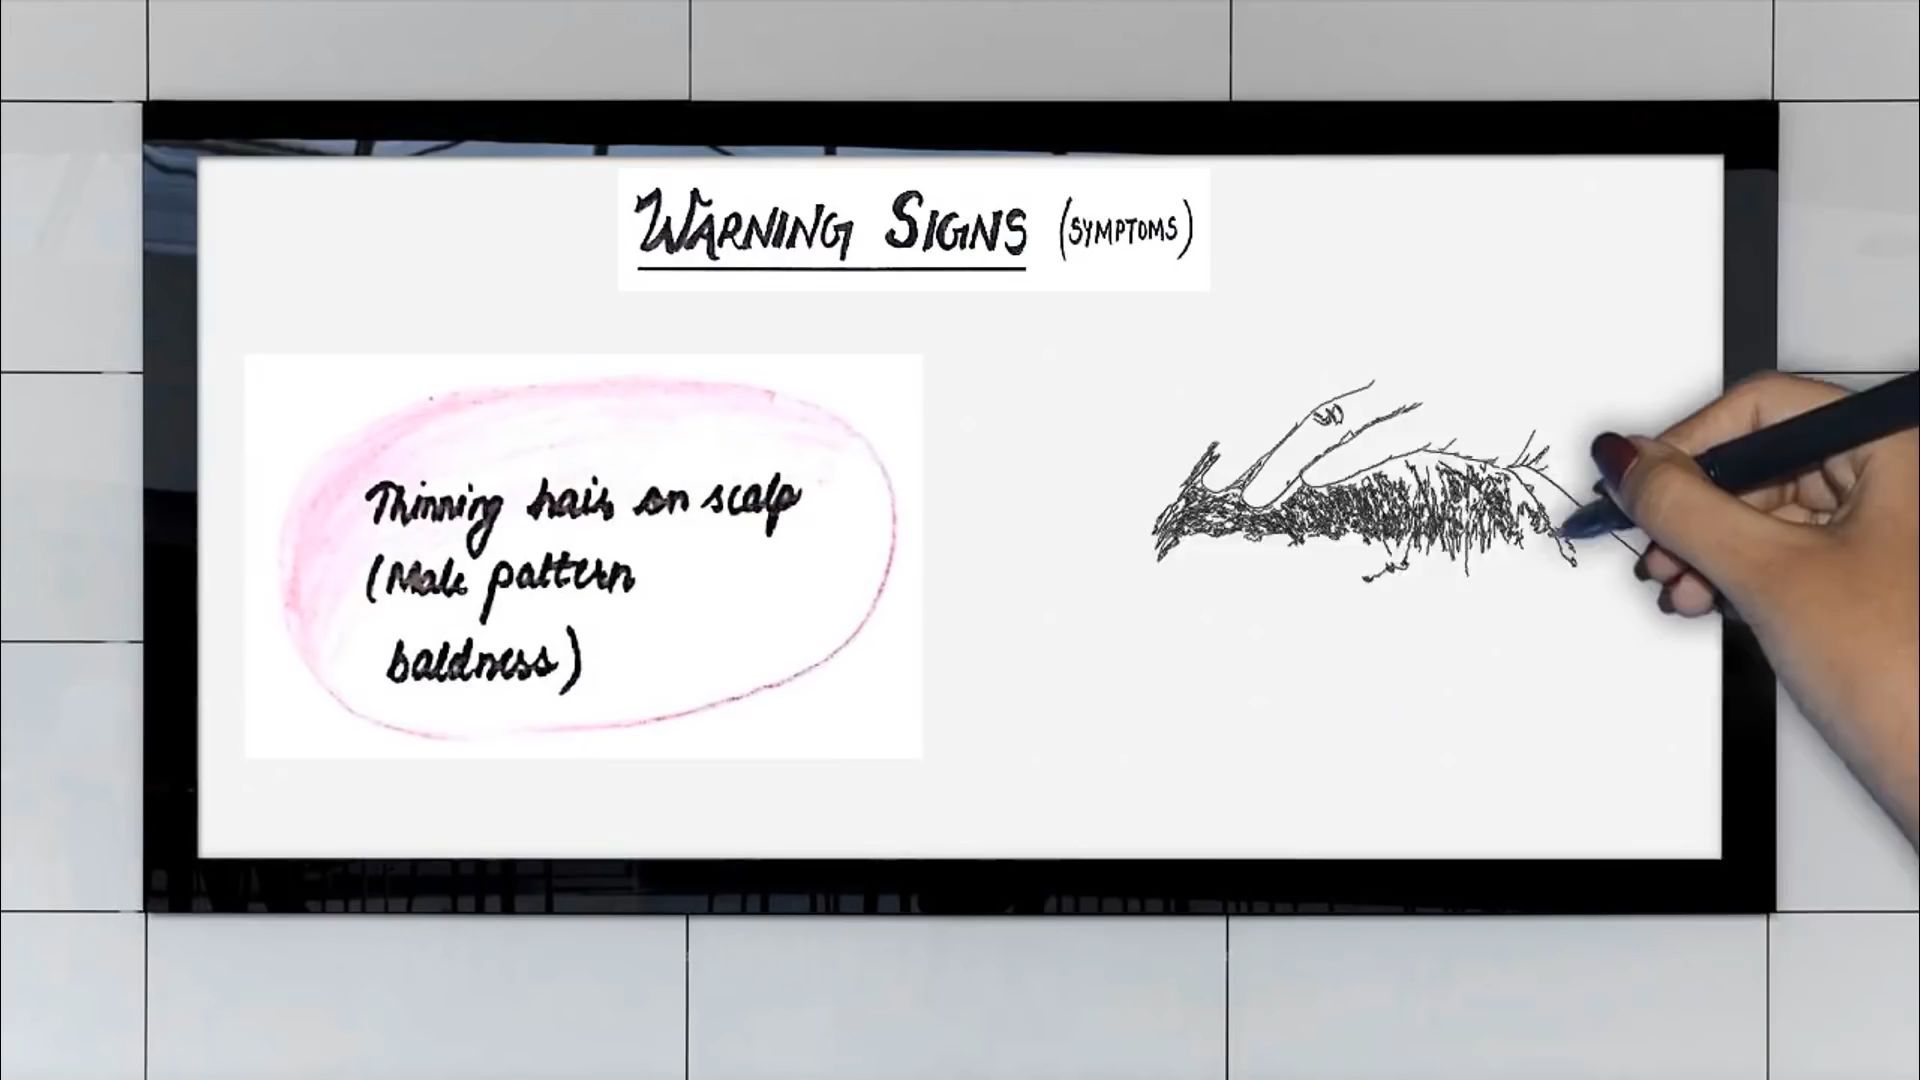 WARNING SIGNS (SYMPTOMS)
Thinning hair on scalp
(Male pattern
baldness)